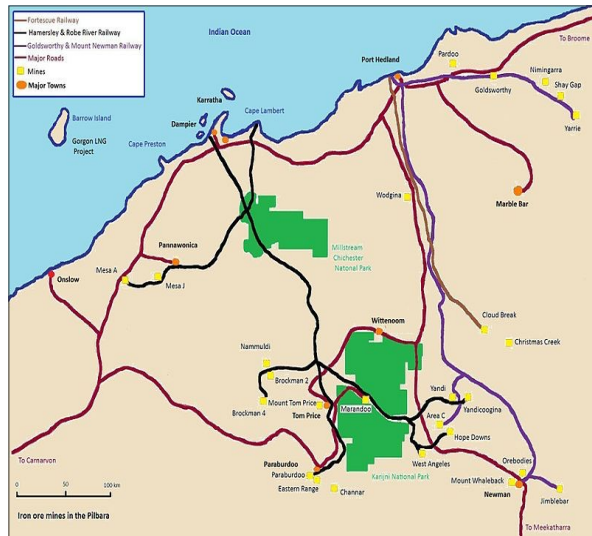 Fortescue Railway
Hamersley & Robe River Railway
Goldsworthy & Mount Newman Railway
Major Roads
Mines
Major Towns
Indian Ocean
To Broome
Port Hedland
Pardoo
Nimingarra
Goldsworthy
Shay Gap
Yarrie
Karratha
Cape Lambert
Dampier
Barrow Island
Gorgon LNG
Project
Cape Preston
Wodgina
Marble Bar
Pannawonica
Millstream
Chichester
National Park
Mesa A
Mesa J
Onslow
Cloud Break
Wittenoom
Christmas Creek
Nammuldi
Brockman 2
Yandi
Yandicoogina
Brockman 4
Mount Tom Price
Marandoo
Tom Price
Area C
Hope Downs
To Carnarvon
West Angeles
Paraburdoo
Paraburdoo
Orebodies
Eastern Range
Channar
Karijni National Park
Mount Whaleback
Newman
Jimblebar
0 50 100 km
Iron ore mines in the Pilbara
To Meekatharra